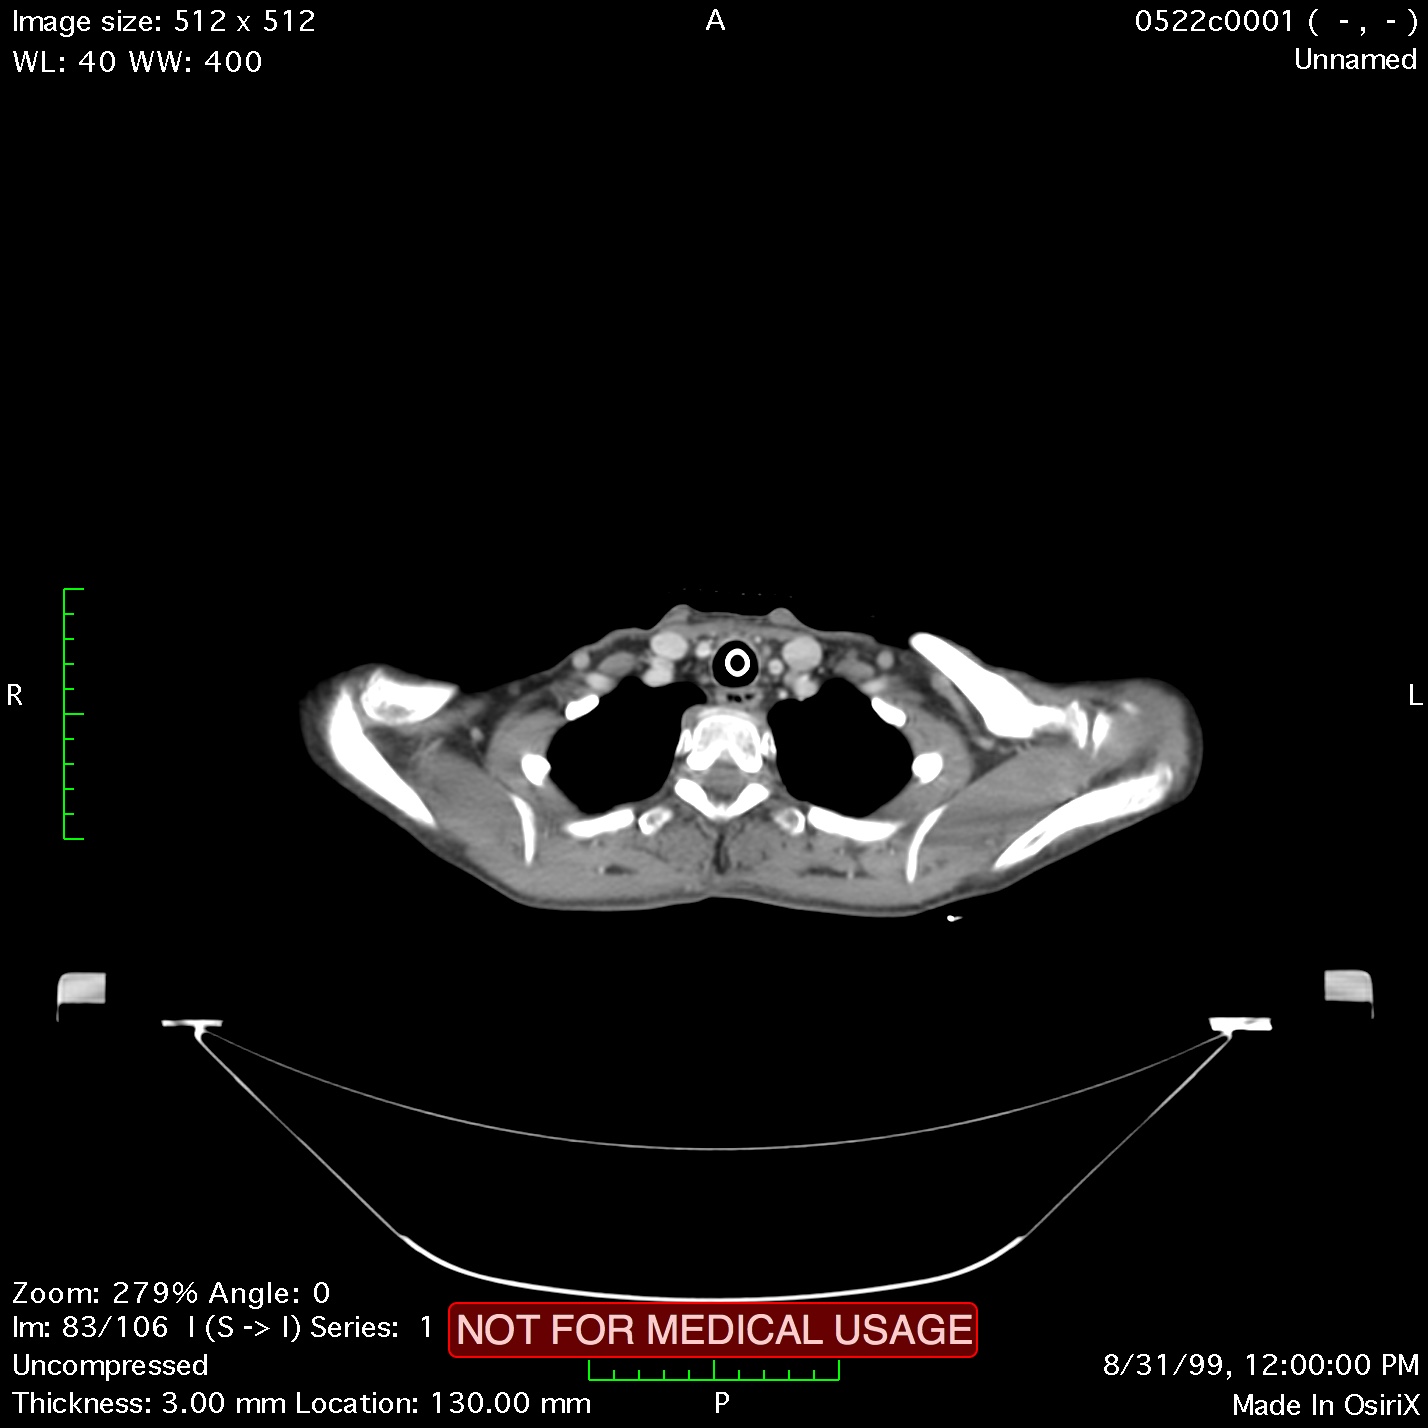 Image size: 512 x 512
WL: 40 WW: 400
A
0522c0001 ( - , - )
Unnamed
R
L
Zoom: 279% Angle: 0
Im: 83/106 I (S -> I) Series: 1
Uncompressed
Thickness: 3.00 mm Location: 130.00 mm
NOT FOR MEDICAL USAGE
P
8/31/99, 12:00:00 PM
Made In OsiriX